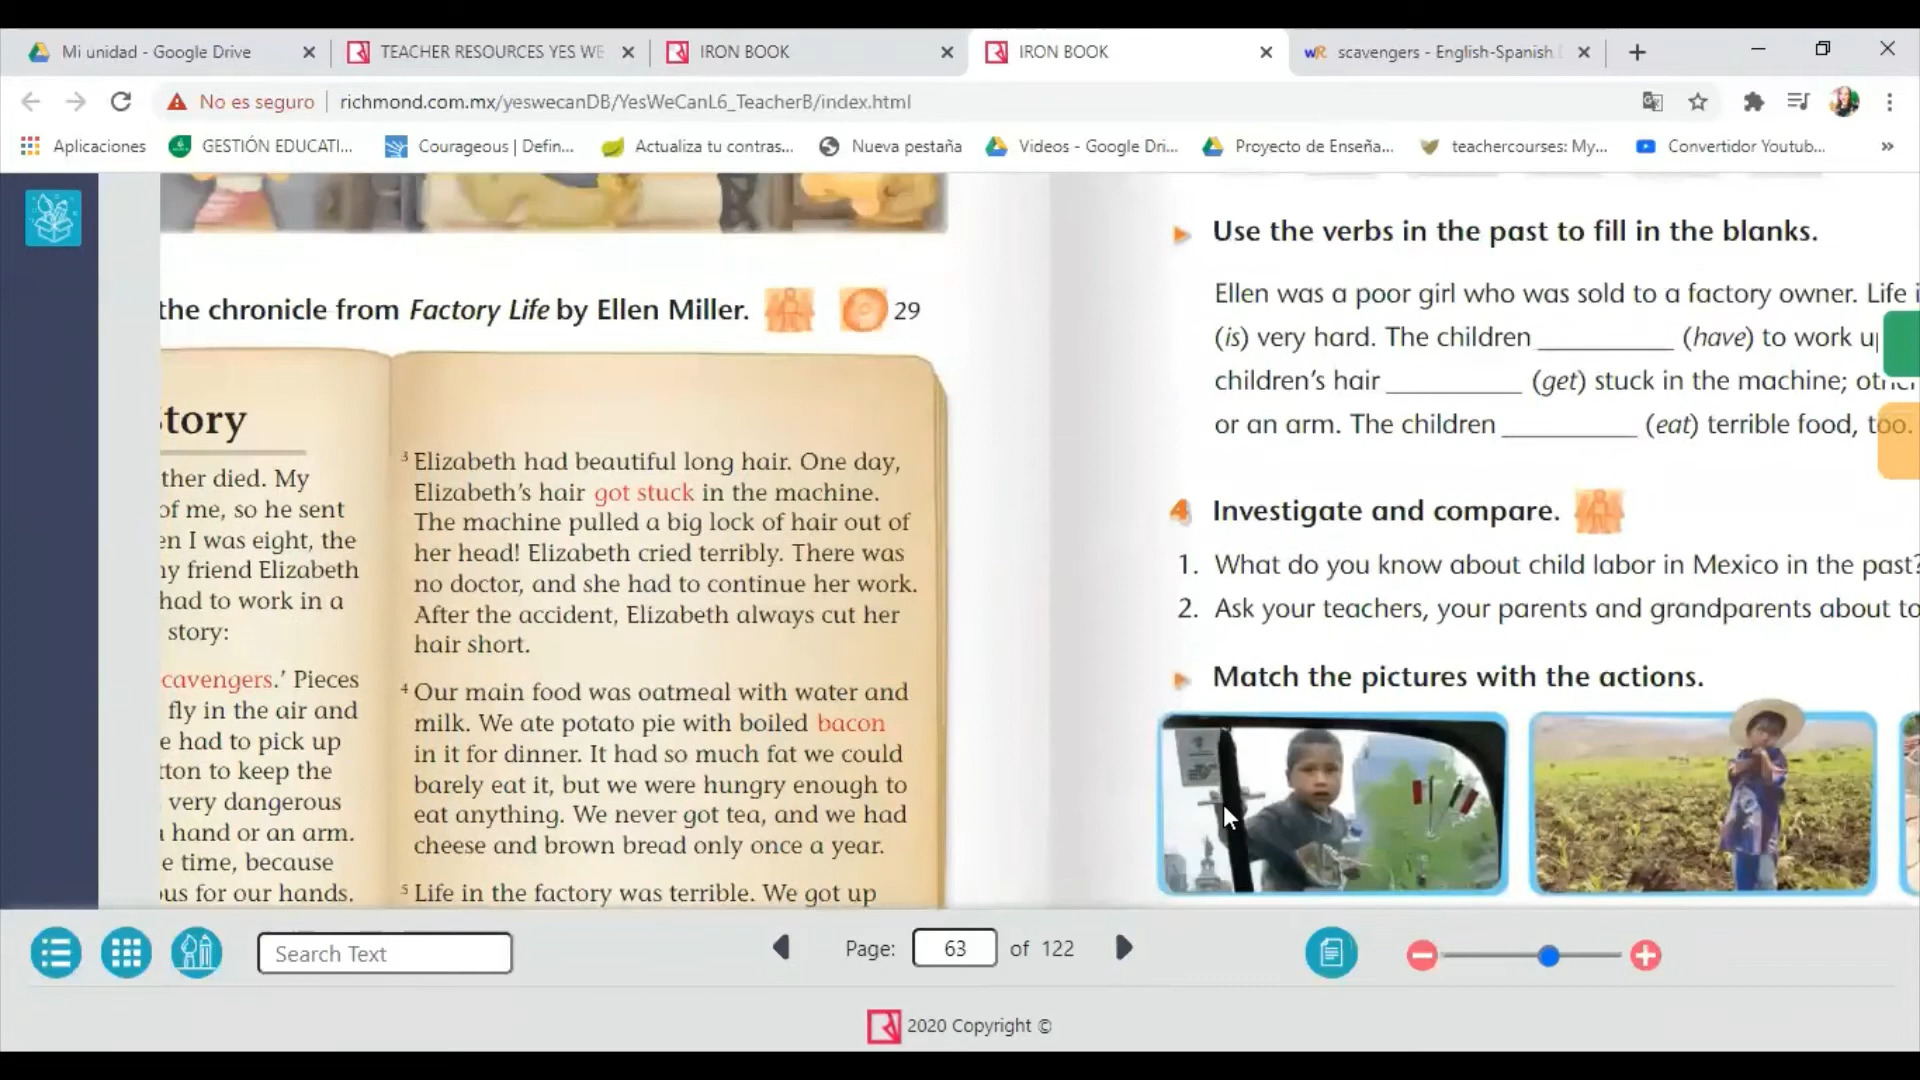 Mi unidad - Google Drive
TEACHER RESOURCES YES WE
IRON BOOK
IRON BOOK
scavengers - English-Spanish
No es seguro
richmond.com.mx/yeswecanDB/YesWeCanL6_TeacherB/index.html
Aplicaciones
GESTIÓN EDUCATI...
Courageous | Defin...
Actualiza tu contras...
Nueva pestaña
Videos - Google Dri...
Proyecto de Enseña...
teachercourses: My...
Convertidor Youtub...
the chronicle from Factory Life by Ellen Miller.
29
tory
ther died. My
of me, so he sent
en I was eight, the
ny friend Elizabeth
had to work in a
story:
cavengers.’ Pieces
fly in the air and
e had to pick up
tton to keep the
very dangerous
a hand or an arm.
e time, because
ous for our hands.
3 Elizabeth had beautiful long hair. One day,
Elizabeth’s hair got stuck in the machine.
The machine pulled a big lock of hair out of
her head! Elizabeth cried terribly. There was
no doctor, and she had to continue her work.
After the accident, Elizabeth always cut her
hair short.
4 Our main food was oatmeal with water and
milk. We ate potato pie with boiled bacon
in it for dinner. It had so much fat we could
barely eat it, but we were hungry enough to
eat anything. We never got tea, and we had
cheese and brown bread only once a year.
5 Life in the factory was terrible. We got up
Use the verbs in the past to fill in the blanks.
Ellen was a poor girl who was sold to a factory owner. Life i
(is) very hard. The children __________ (have) to work u
children’s hair __________ (get) stuck in the machine; other
or an arm. The children __________ (eat) terrible food, too.
4 Investigate and compare.
1. What do you know about child labor in Mexico in the past?
2. Ask your teachers, your parents and grandparents about to
Match the pictures with the actions.
Search Text
Page: 63 of 122
2020 Copyright ©